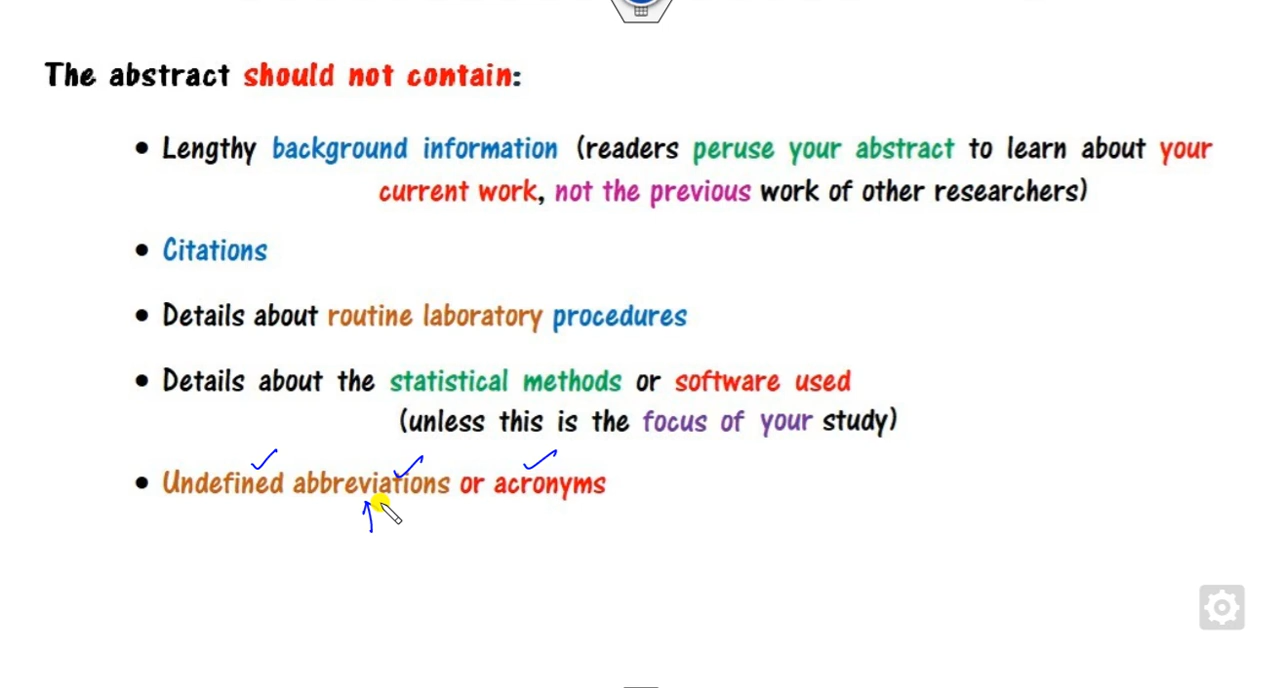 The abstract should not contain:
• Lengthy background information (readers peruse your abstract to learn about your
current work, not the previous work of other researchers)
• Citations
• Details about routine laboratory procedures
• Details about the statistical methods or software used
(unless this is the focus of your study)
• Undefined abbreviations or acronyms